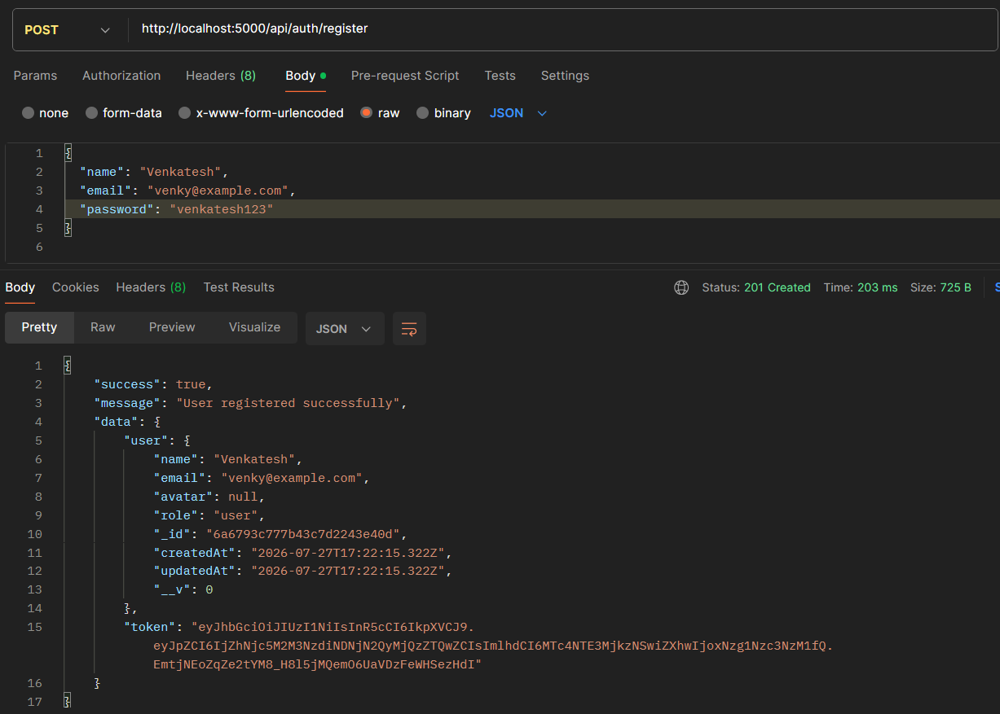 POST http://localhost:5000/api/auth/register
Params Authorization Headers (8) Body Pre-request Script Tests Settings
none form-data x-www-form-urlencoded raw binary JSON
1 {
2 "name": "Venkatesh",
3 "email": "venky@example.com",
4 "password": "venkatesh123"
5 }
6
Body Cookies Headers (8) Test Results Status: 201 Created Time: 203 ms Size: 725 B S
Pretty Raw Preview Visualize JSON
1 {
2 "success": true,
3 "message": "User registered successfully",
4 "data": {
5 "user": {
6 "name": "Venkatesh",
7 "email": "venky@example.com",
8 "avatar": null,
9 "role": "user",
10 "_id": "6a6793c777b43c7d2243e40d",
11 "createdAt": "2026-07-27T17:22:15.322Z",
12 "updatedAt": "2026-07-27T17:22:15.322Z",
13 "__v": 0
14 },
15 "token": "eyJhbGciOiJIUzI1NiIsInR5cCI6IkpXVCJ9.
eyJpZCI6IjZhNjc5M2M3NzdiNDNjN2QyMjQzZTQwZCIsImlhdCI6MTc4NTE3MjkzNSwiZXhwIjoxNzg1Nzc3NzM1fQ.
EmtjNEoZqZe2tYM8_H8l5jMQemO6UaVDzFeWHSezHdI"
16 }
17 }